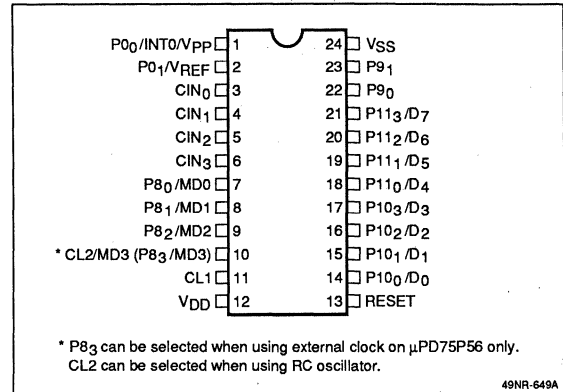 P0₀/INT0/VPP 1 24 VSS
P0₁/VREF 2 23 P9₁
CIN₀ 3 22 P9₀
CIN₁ 4 21 P11₃/D₇
CIN₂ 5 20 P11₂/D₆
CIN₃ 6 19 P11₁/D₅
P8₀/MD0 7 18 P11₀/D₄
P8₁/MD1 8 17 P10₃/D₃
P8₂/MD2 9 16 P10₂/D₂
* CL2/MD3 (P8₃/MD3) 10 15 P10₁/D₁
CL1 11 14 P10₀/D₀
VDD 12 13 RESET
* P8₃ can be selected when using external clock on µPD75P56 only.
CL2 can be selected when using RC oscillator.
49NR-649A